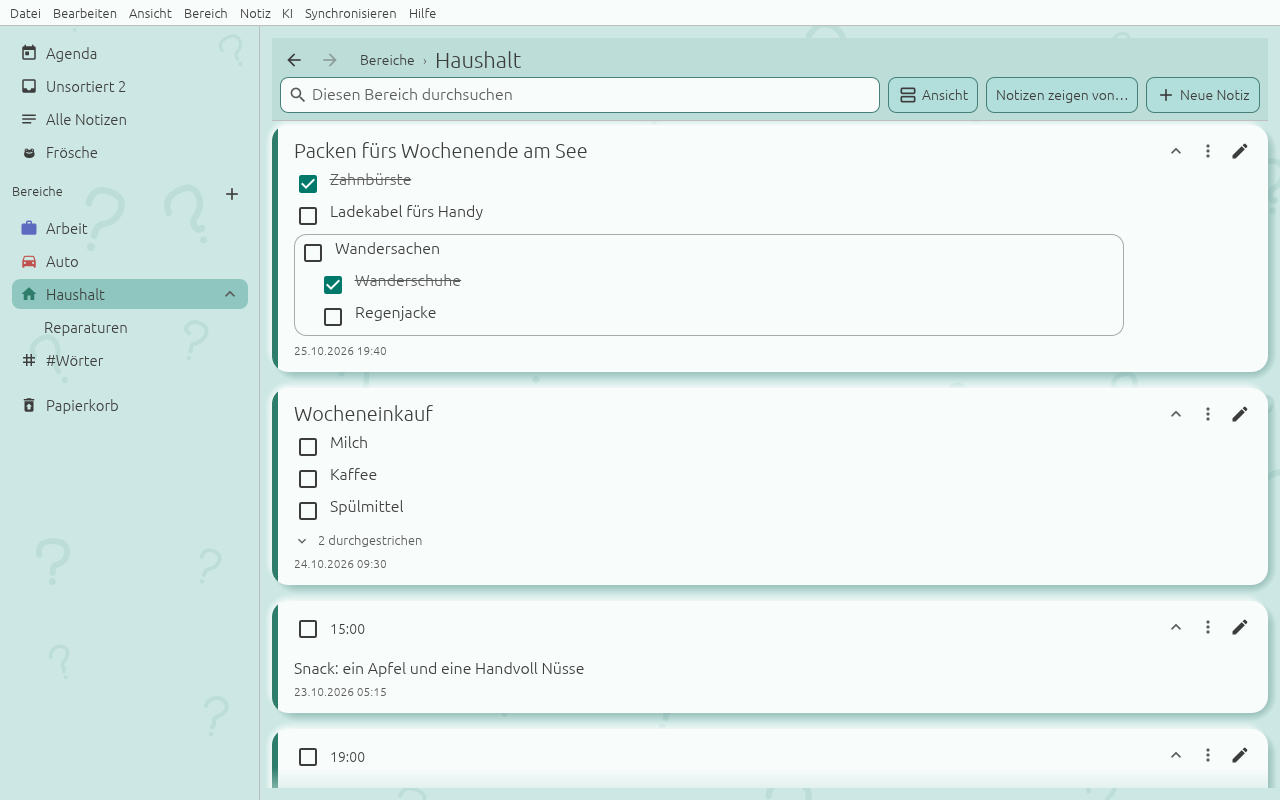 Datei Bearbeiten Ansicht Bereich Notiz KI Synchronisieren Hilfe
Agenda
Unsortiert 2
Alle Notizen
Frösche
Bereiche
Arbeit
Auto
Haushalt
Reparaturen
#Wörter
Papierkorb
Bereiche › Haushalt
Diesen Bereich durchsuchen
Ansicht
Notizen zeigen von...
Neue Notiz
Packen fürs Wochenende am See
Zahnbürste
Ladekabel fürs Handy
Wandersachen
Wanderschuhe
Regenjacke
25.10.2026 19:40
Wocheneinkauf
Milch
Kaffee
Spülmittel
2 durchgestrichen
24.10.2026 09:30
15:00
Snack: ein Apfel und eine Handvoll Nüsse
23.10.2026 05:15
19:00